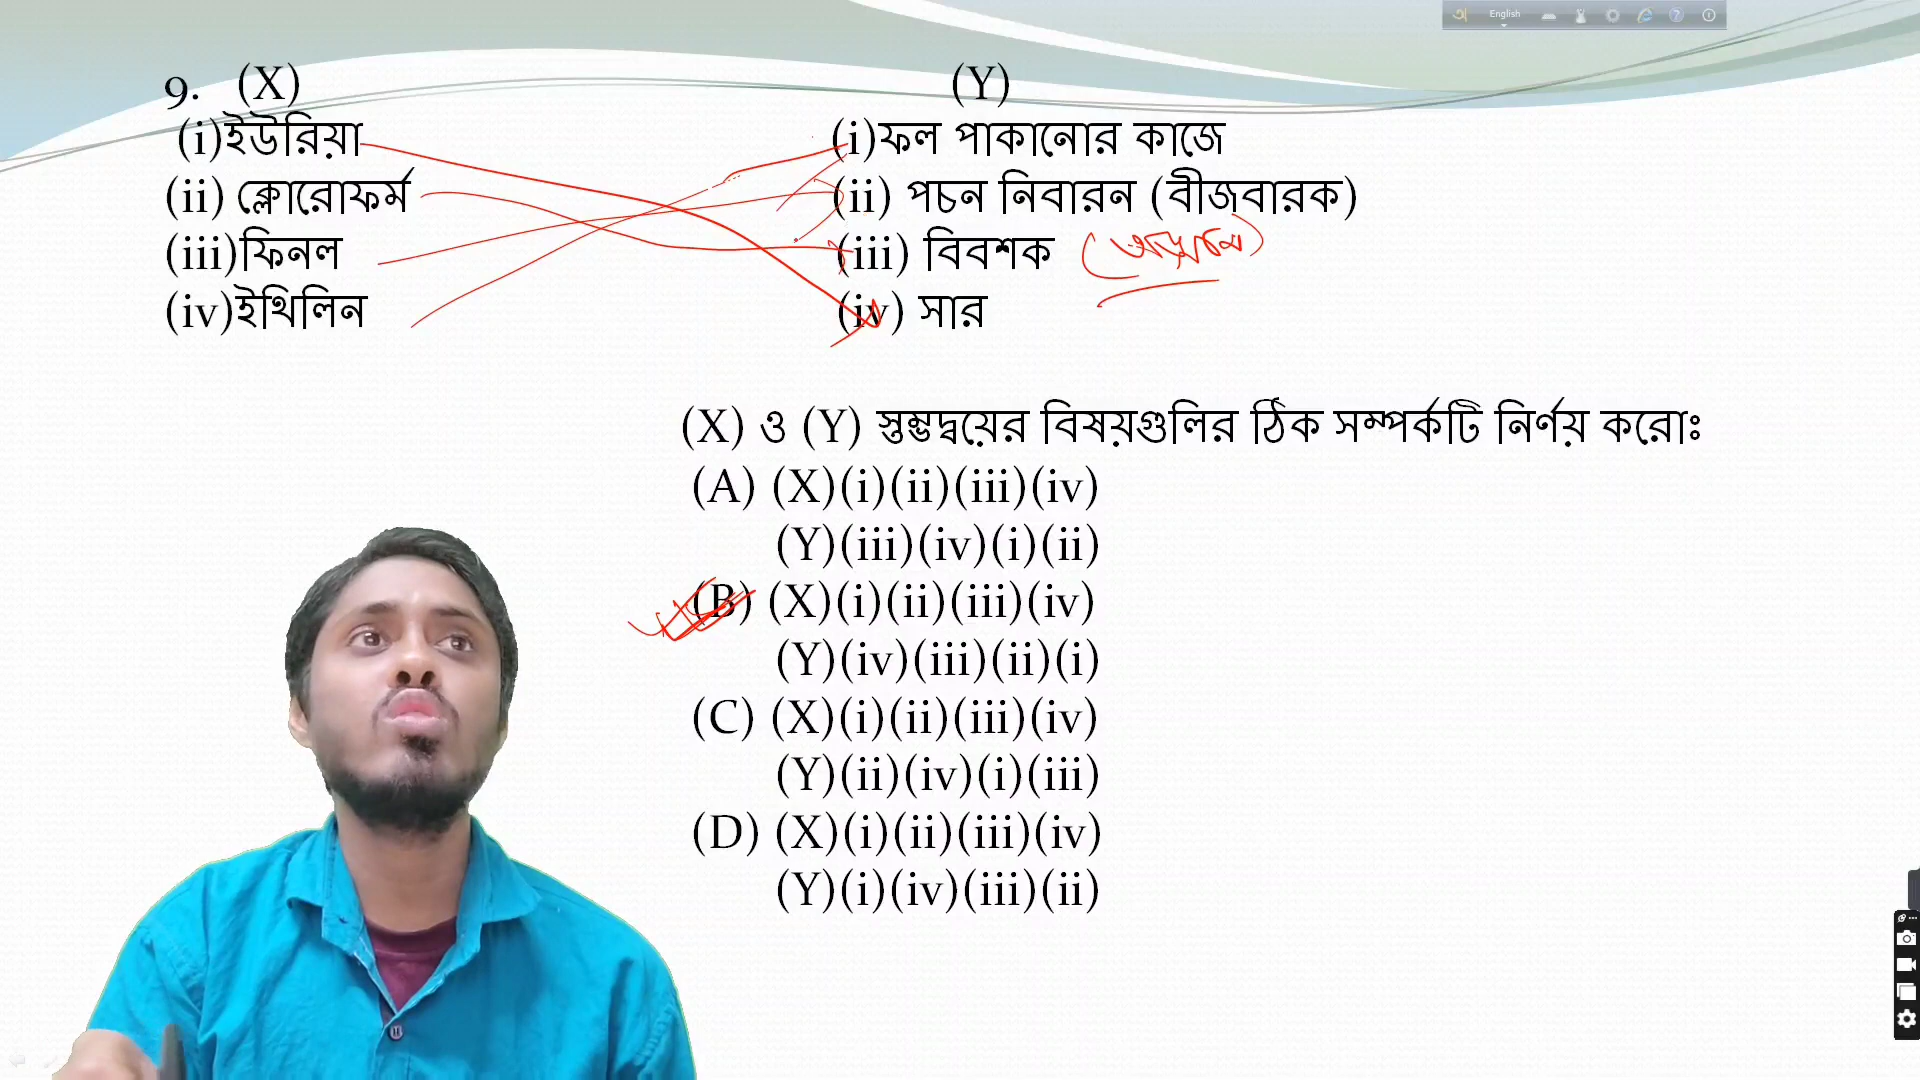 English
9. (X) (Y)
(i)ইউরিয়া (i)ফল পাকানোর কাজে
(ii) ক্লোরোফর্ম (ii) পচন নিবারন (বীজবারক)
(iii)ফিনল (iii) বিবশক
(iv)ইথিলিন (iv) সার
(X) ও (Y) স্তম্ভদ্বয়ের বিষয়গুলির ঠিক সম্পর্কটি নির্ণয় করোঃ
(A) (X)(i)(ii)(iii)(iv)
(Y)(iii)(iv)(i)(ii)
(B) (X)(i)(ii)(iii)(iv)
(Y)(iv)(iii)(ii)(i)
(C) (X)(i)(ii)(iii)(iv)
(Y)(ii)(iv)(i)(iii)
(D) (X)(i)(ii)(iii)(iv)
(Y)(i)(iv)(iii)(ii)